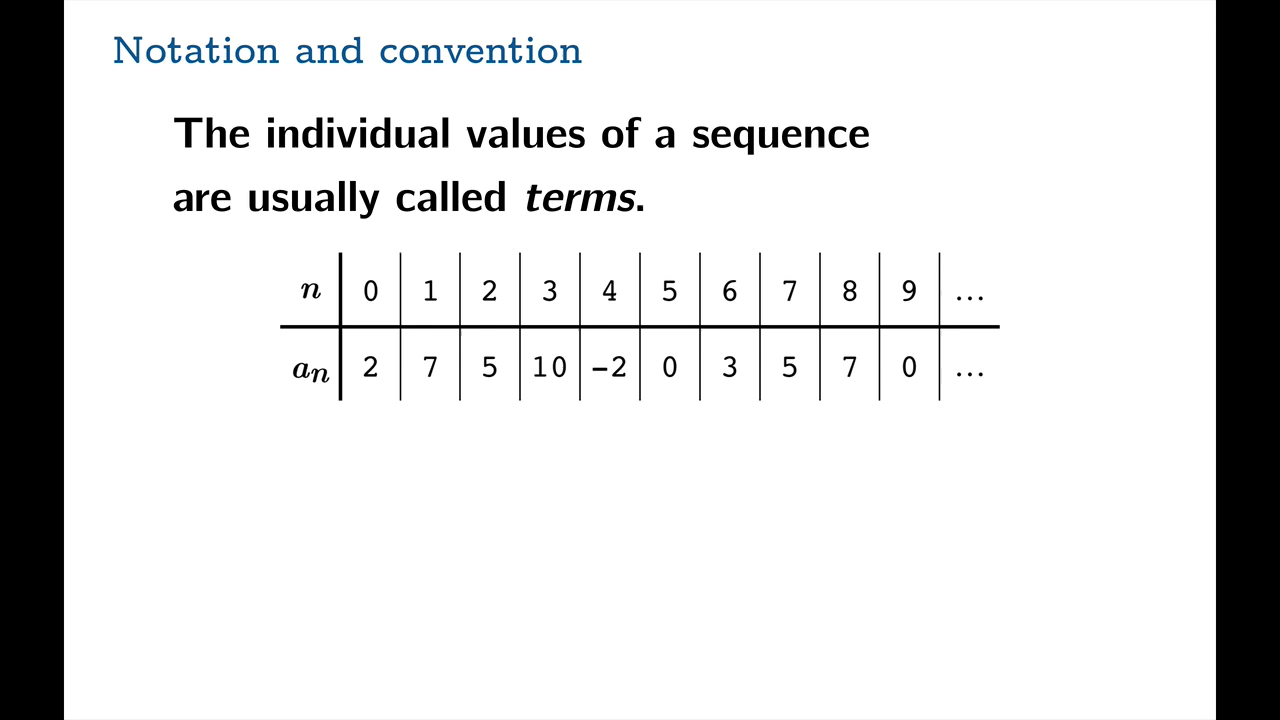 Notation and convention
The individual values of a sequence
are usually called terms.
n 0 1 2 3 4 5 6 7 8 9 ...
an 2 7 5 10 -2 0 3 5 7 0 ...